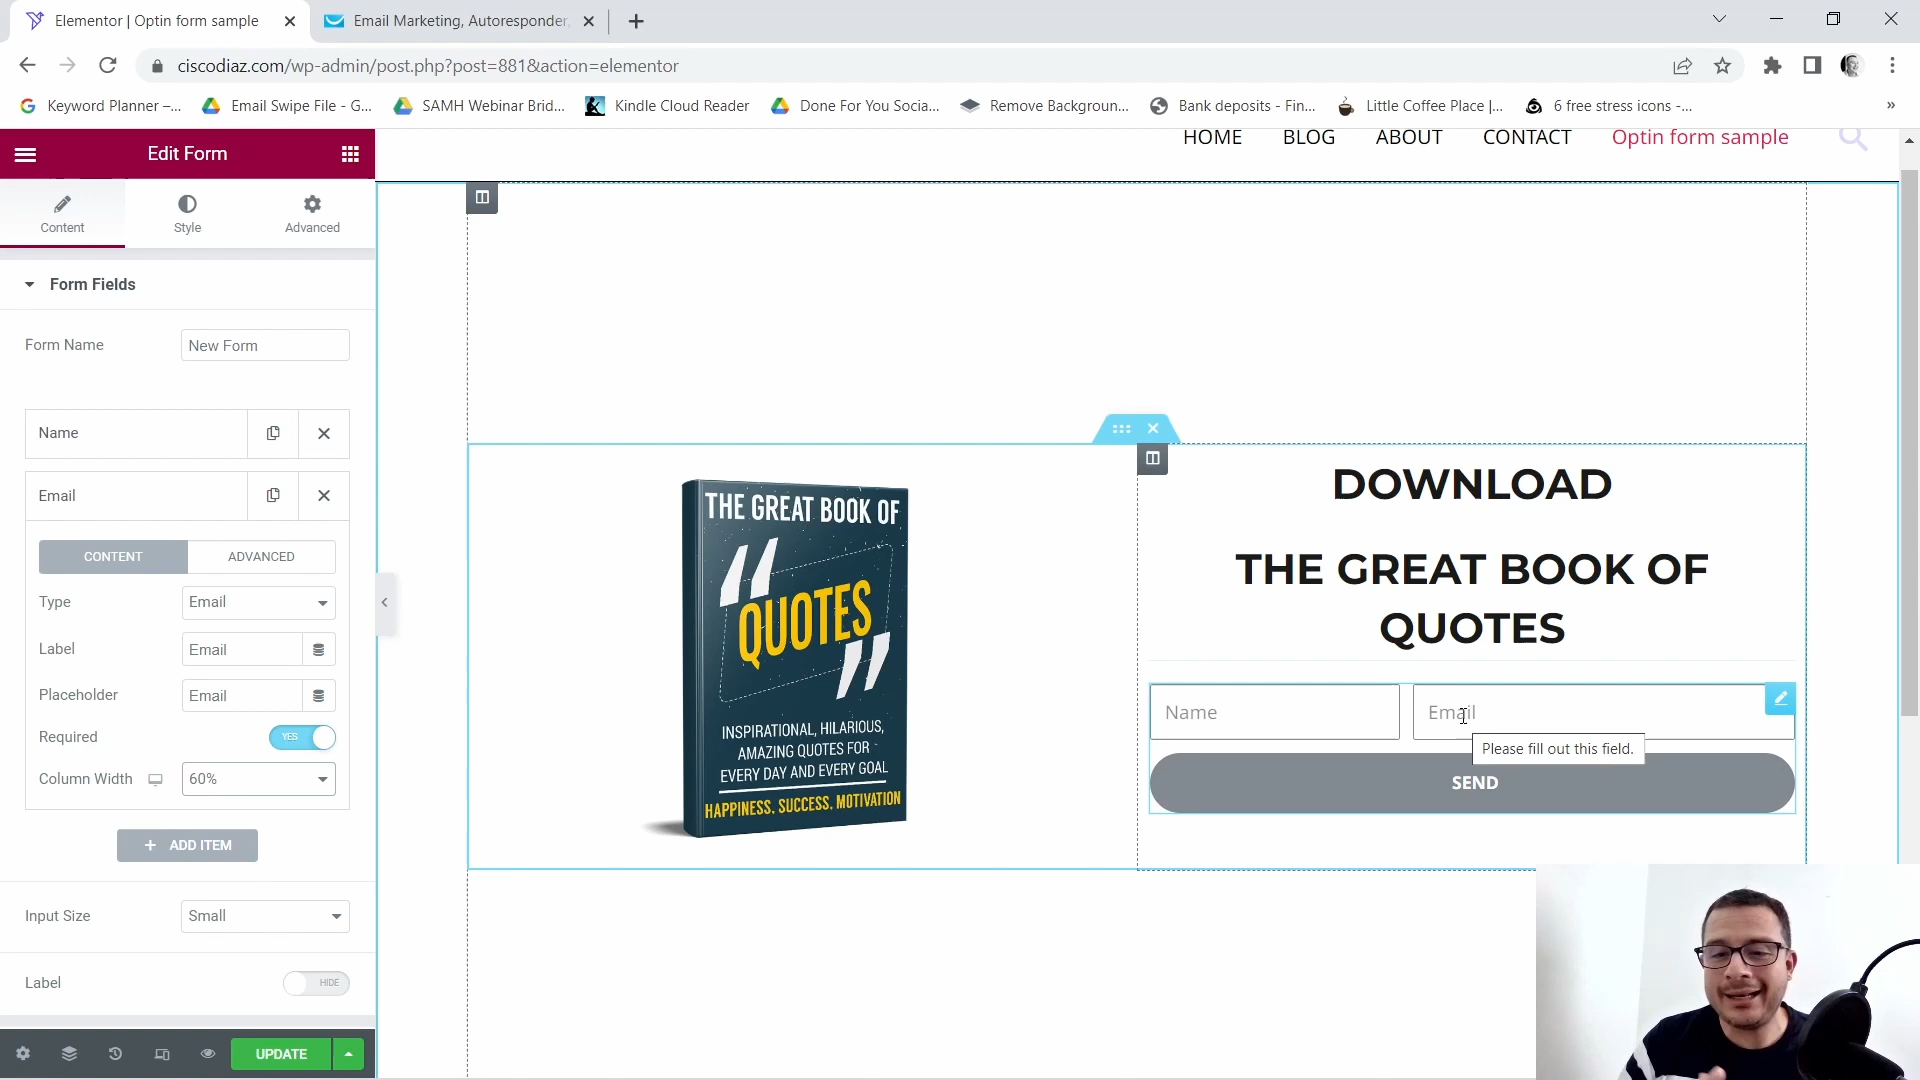 Elementor | Optin form sample
Email Marketing, Autoresponder,
ciscodiaz.com/wp-admin/post.php?post=881&action=elementor
Keyword Planner –...
Email Swipe File - G...
SAMH Webinar Brid...
Kindle Cloud Reader
Done For You Socia...
Remove Backgroun...
Bank deposits - Fin...
Little Coffee Place |...
6 free stress icons -...
»
Edit Form
HOME
BLOG
ABOUT
CONTACT
Optin form sample
Content
Style
Advanced
Form Fields
Form Name
New Form
Name
Email
CONTENT
ADVANCED
Type
Email
Label
Email
Placeholder
Email
Required
YES
Column Width
60%
+ ADD ITEM
Input Size
Small
Label
HIDE
UPDATE
THE GREAT BOOK OF
QUOTES
INSPIRATIONAL, HILARIOUS,
AMAZING QUOTES FOR
EVERY DAY AND EVERY GOAL
HAPPINESS. SUCCESS. MOTIVATION
DOWNLOAD
THE GREAT BOOK OF
QUOTES
Name
Email
Please fill out this field.
SEND